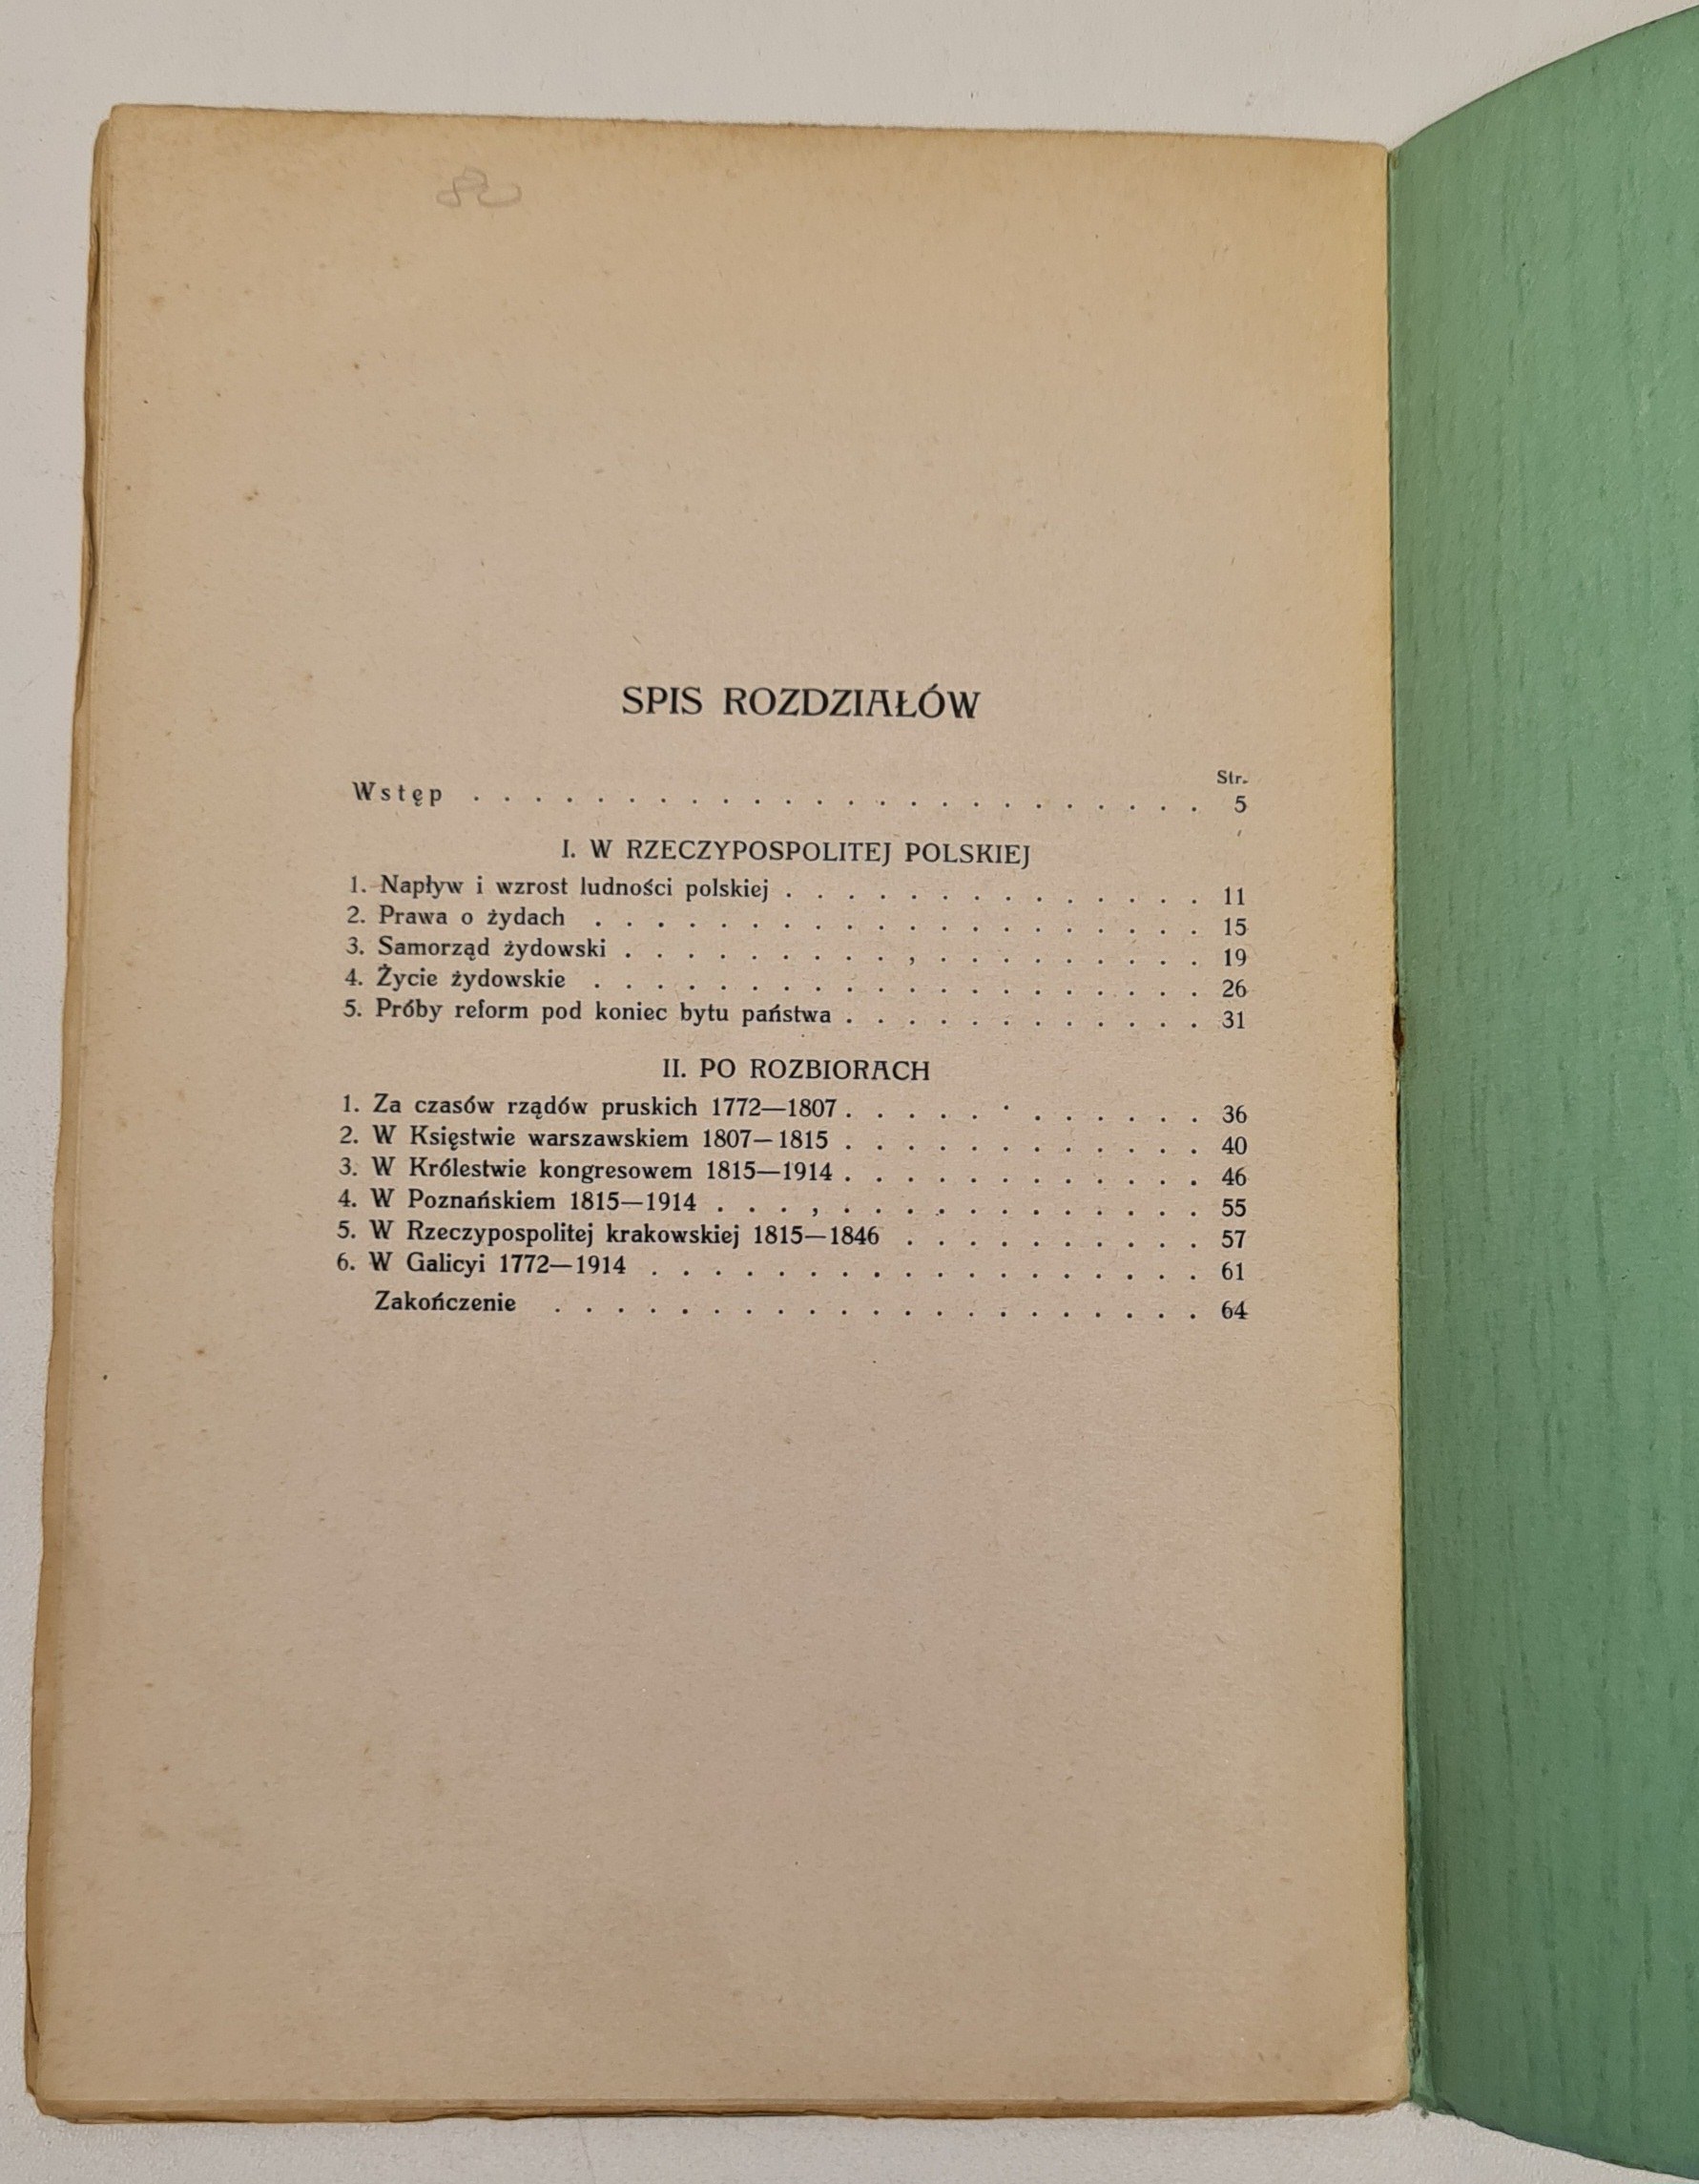 SPIS ROZDZIAŁÓW
Str.
Wstęp . . . . . . . . . . . . . . . . . . . . . . . . 5
I. W RZECZYPOSPOLITEJ POLSKIEJ
1. Napływ i wzrost ludności polskiej . . . . . . . . . . . . . . 11
2. Prawa o żydach . . . . . . . . . . . . . . . . . . . . 15
3. Samorząd żydowski . . . . . . . . . , . . . . . . . . . 19
4. Życie żydowskie . . . . . . . . . . . . . . . . . . . . 26
5. Próby reform pod koniec bytu państwa . . . . . . . . . . . . 31
II. PO ROZBIORACH
1. Za czasów rządów pruskich 1772—1807 . . . . . . . . . . . . 36
2. W Księstwie warszawskiem 1807—1815 . . . . . . . . . . . . 40
3. W Królestwie kongresowem 1815—1914 . . . . . . . . . . . . 46
4. W Poznańskiem 1815—1914 . . . , . . . . . . . . . . . . 55
5. W Rzeczypospolitej krakowskiej 1815—1846 . . . . . . . . . . 57
6. W Galicyi 1772—1914 . . . . . . . . . . . . . . . . . . 61
Zakończenie . . . . . . . . . . . . . . . . . . . . . 64